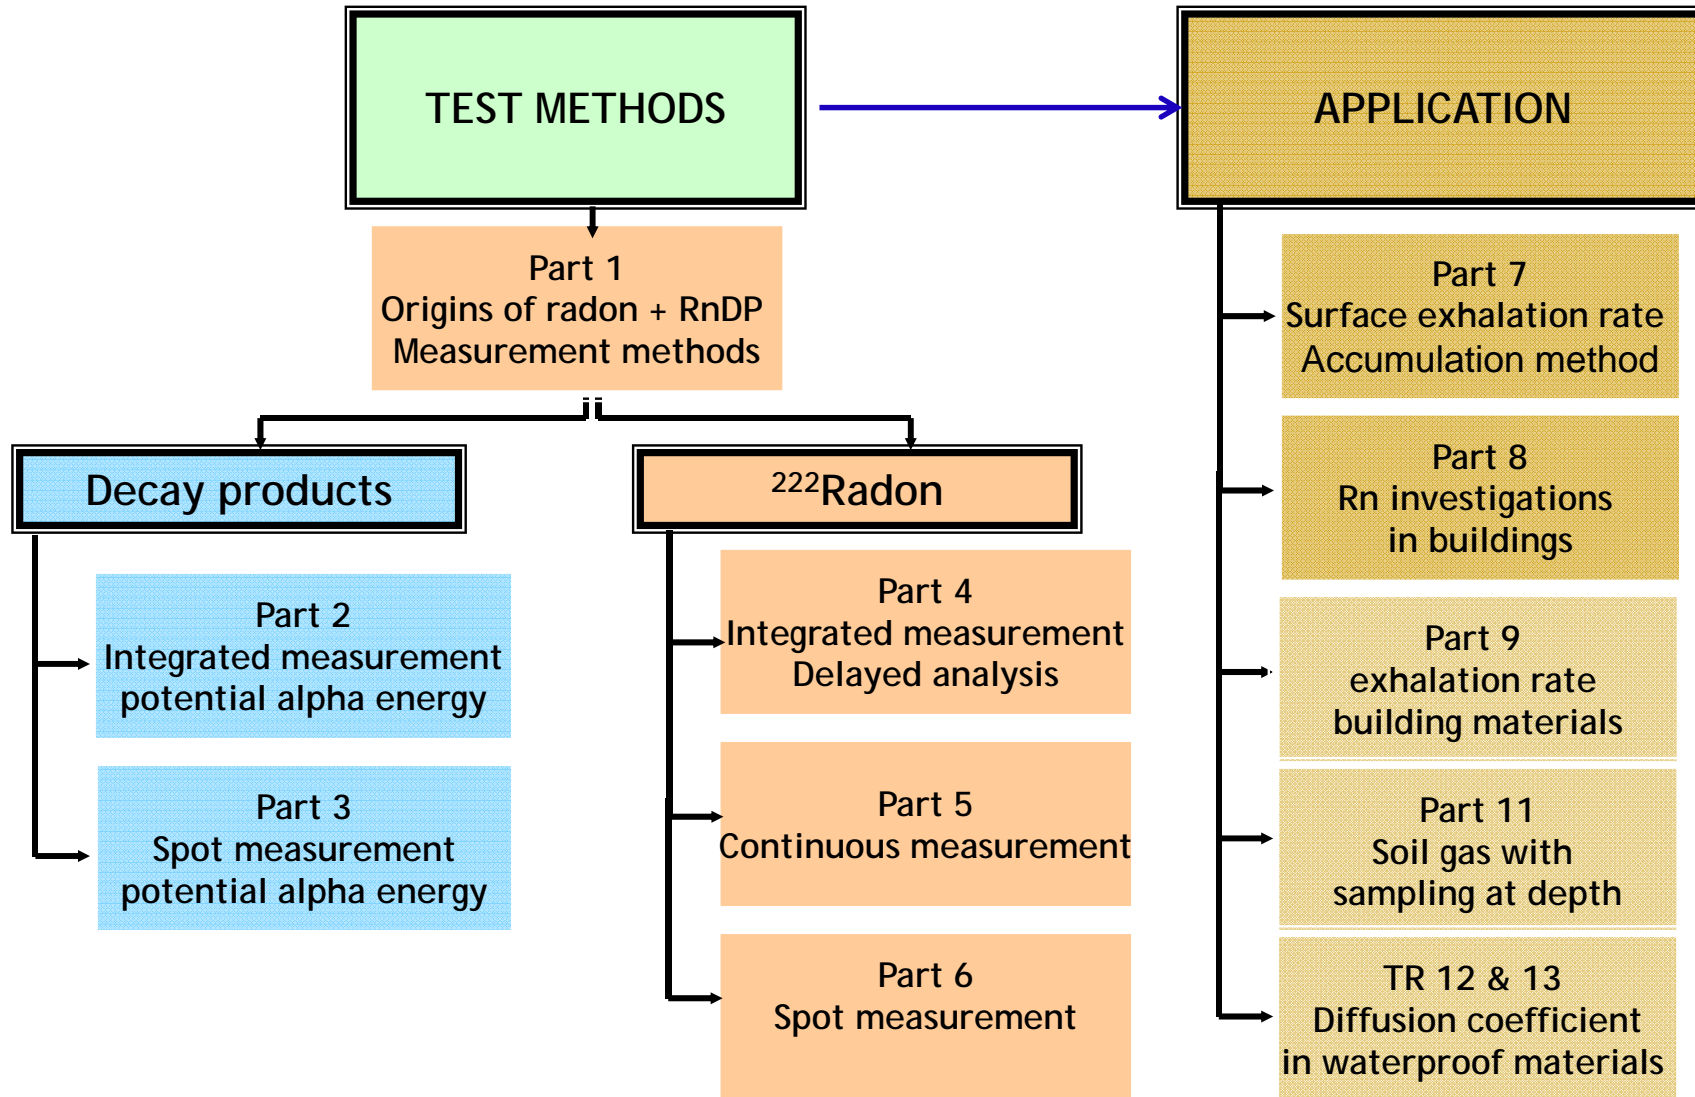 TEST METHODS
APPLICATION
Part 1
Origins of radon + RnDP
Measurement methods
Decay products
²²²Radon
Part 2
Integrated measurement
potential alpha energy
Part 3
Spot measurement
potential alpha energy
Part 4
Integrated measurement
Delayed analysis
Part 5
Continuous measurement
Part 6
Spot measurement
Part 7
Surface exhalation rate
Accumulation method
Part 8
Rn investigations
in buildings
Part 9
exhalation rate
building materials
Part 11
Soil gas with
sampling at depth
TR 12 & 13
Diffusion coefficient
in waterproof materials